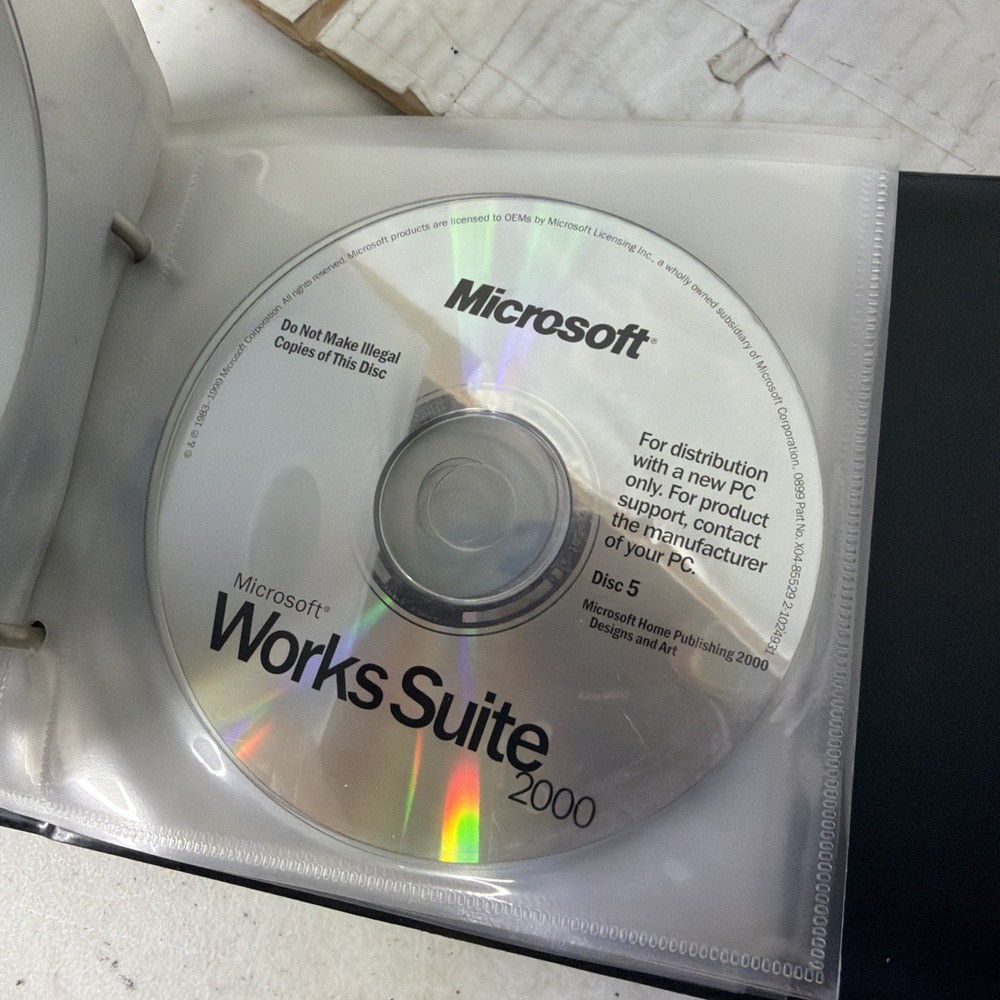 © & ℗ 1983-1999 Microsoft Corporation. All rights reserved. Microsoft products are licensed to OEMs by Microsoft Licensing Inc., a wholly owned subsidiary of Microsoft Corporation. 0899 Part No. X04-85529 2-1024931
Microsoft®
Do Not Make Illegal
Copies of This Disc
For distribution
with a new PC
only. For product
support, contact
the manufacturer
of your PC.
Disc 5
Microsoft Home Publishing 2000
Designs and Art
Microsoft®
Works Suite
2000